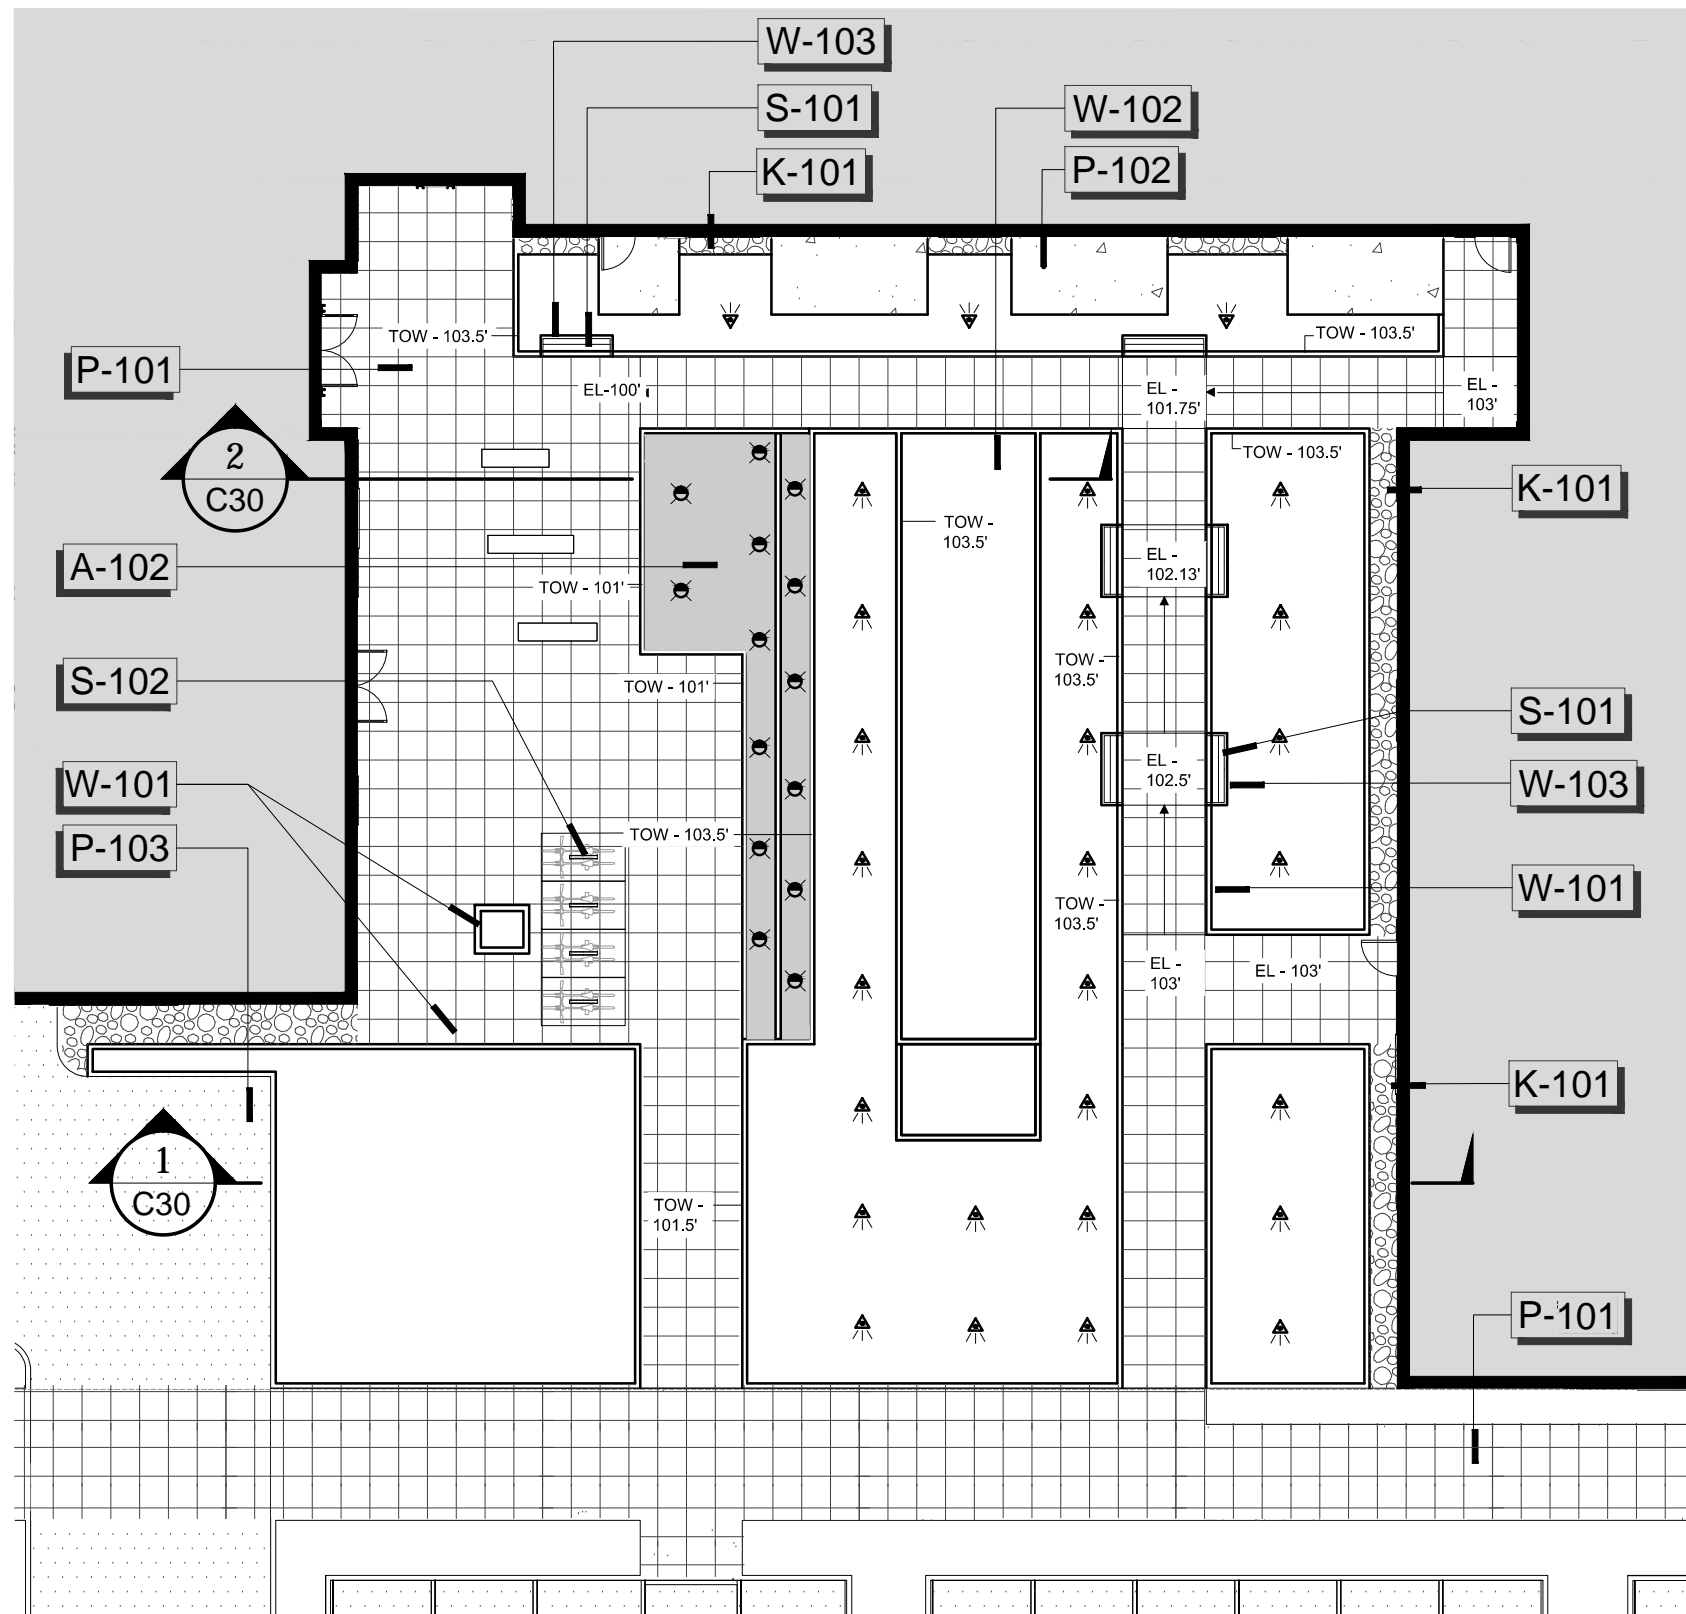 W-103
S-101
W-102
K-101
P-102
TOW - 103.5'
TOW - 103.5'
P-101
EL-100'
EL -
101.75'
EL -
103'
2
C30
TOW - 103.5'
K-101
TOW -
103.5'
A-102
TOW - 101'
EL -
102.13'
S-102
TOW - 101'
TOW -
103.5'
S-101
W-101
EL -
102.5'
W-103
P-103
TOW - 103.5'
W-101
TOW -
103.5'
EL -
103'
EL - 103'
K-101
1
C30
TOW -
101.5'
P-101